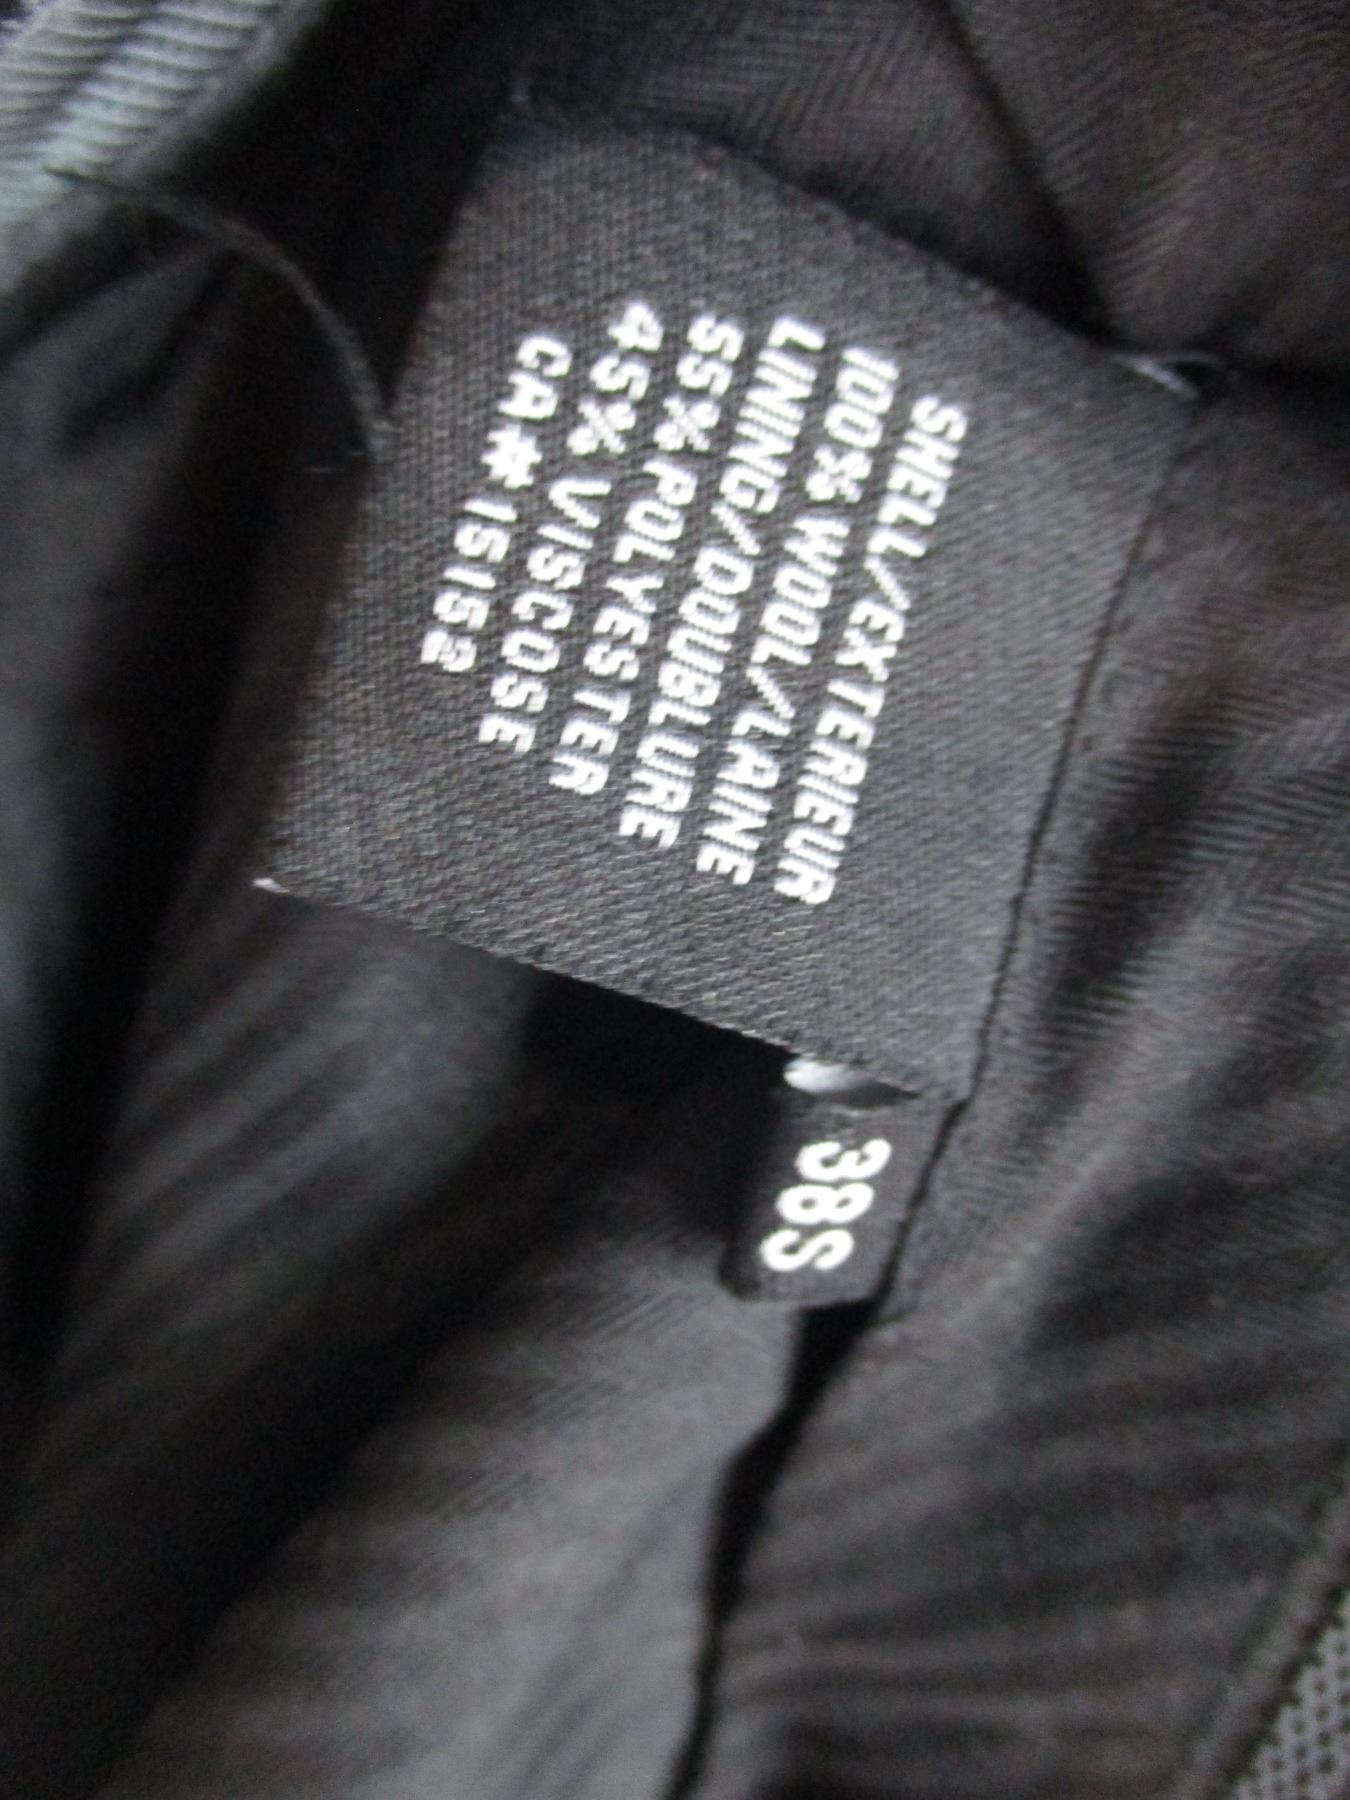 SHELL/EXTERIEUR
100% WOOL/LAINE
LINING/DOUBLURE
55% POLYESTER
45% VISCOSE
CA*15152
38S